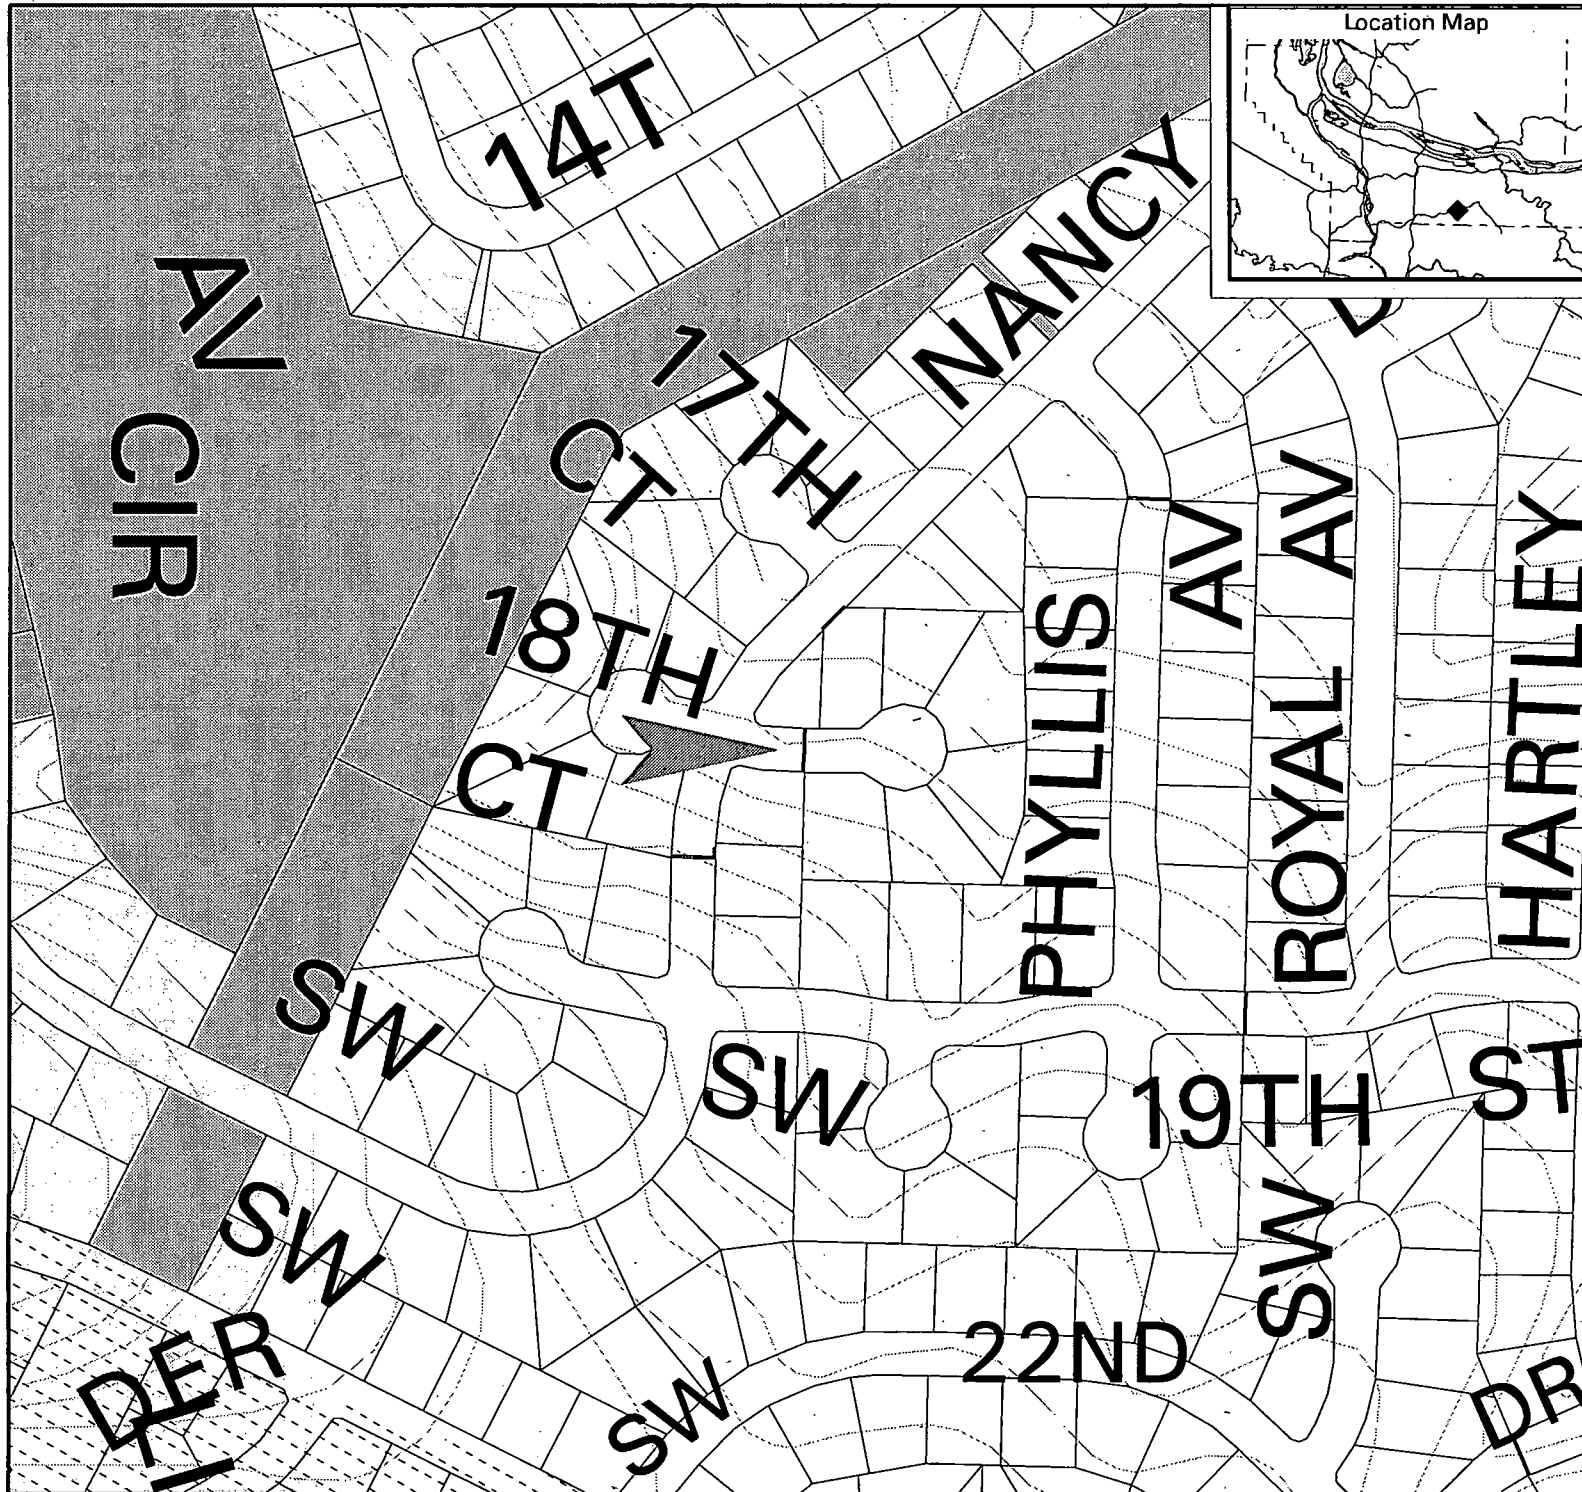 Location Map
14T
NANCY
AV
CIR
17TH
CT
18TH
CT
PHYLLIS
AV
ROYAL AV
HARTLEY
SW
SW
19TH
ST
SW
SW
22ND
SW
DER
DR